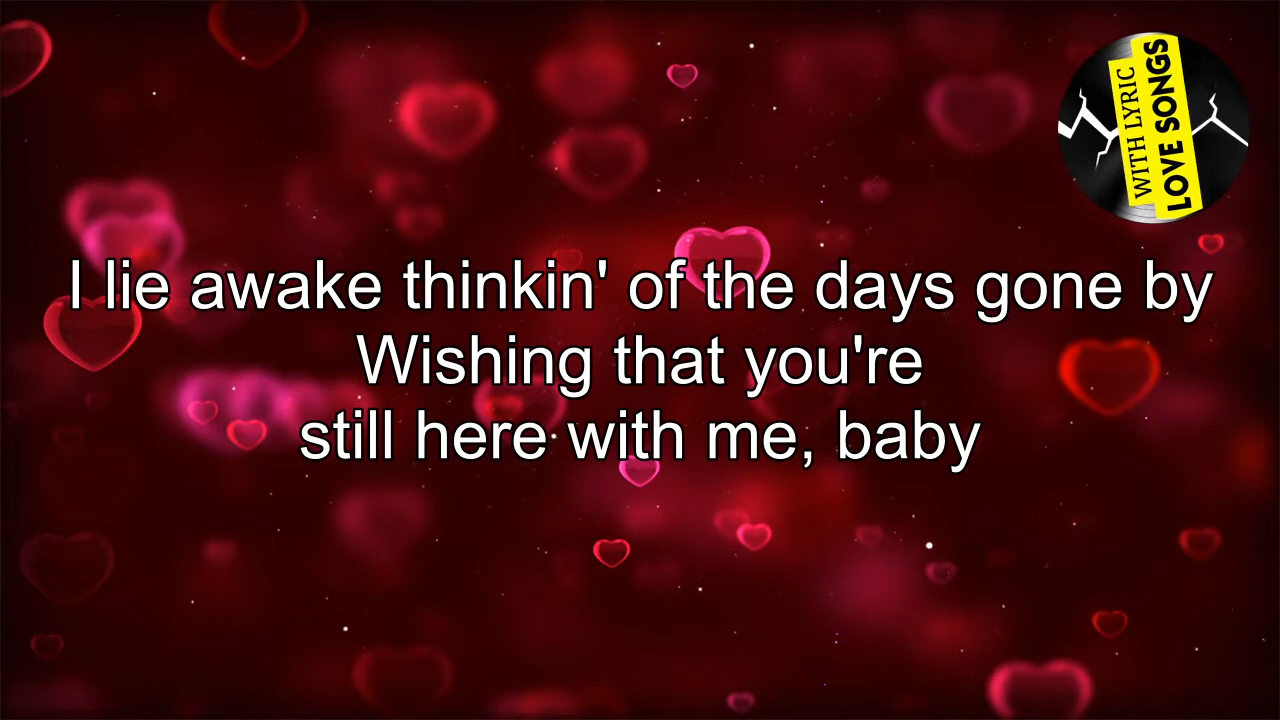 WITH LYRIC
LOVE SONGS
I lie awake thinkin' of the days gone by
Wishing that you're
still here with me, baby